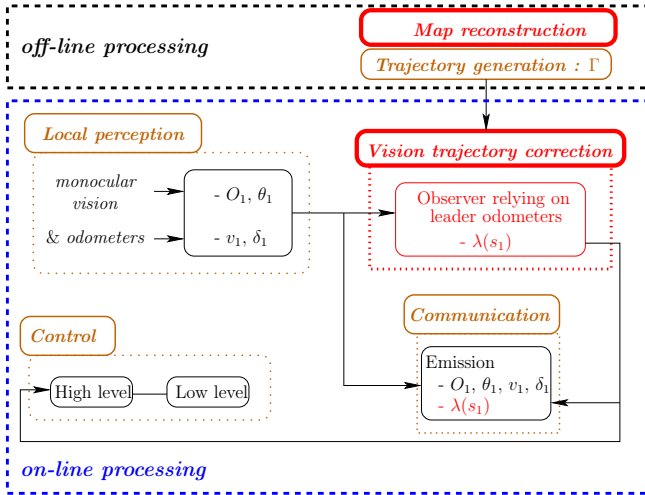 off-line processing
Map reconstruction
Trajectory generation : Γ
Local perception
monocular
vision
& odometers
- O₁, θ₁
- v₁, δ₁
Vision trajectory correction
Observer relying on
leader odometers
- λ(s₁)
Control
High level
Low level
Communication
Emission
- O₁, θ₁, v₁, δ₁
- λ(s₁)
on-line processing